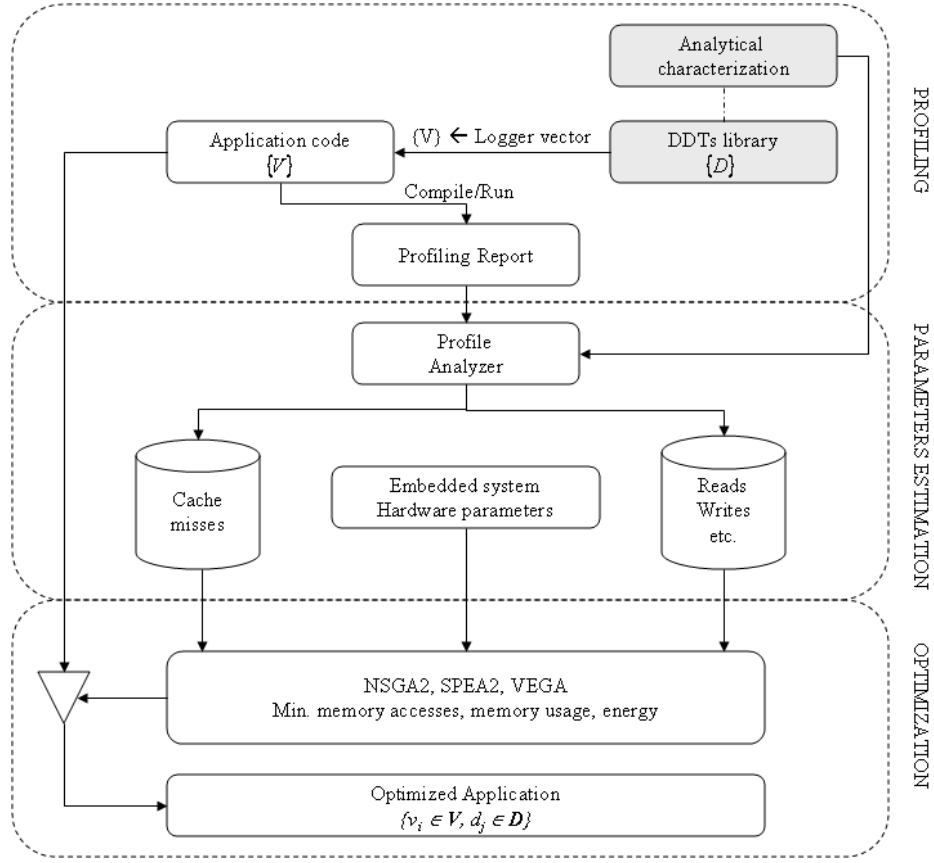 Analytical
characterization
PROFILING
Application code
{V}
{V} ← Logger vector
DDTs library
{D}
Compile/Run
Profiling Report
PARAMETERS ESTIMATION
Profile
Analyzer
Cache
misses
Embedded system
Hardware parameters
Reads
Writes
etc.
OPTIMIZATION
NSGA2, SPEA2, VEGA
Min. memory accesses, memory usage, energy
Optimized Application
{vᵢ ∈ V, dⱼ ∈ D}